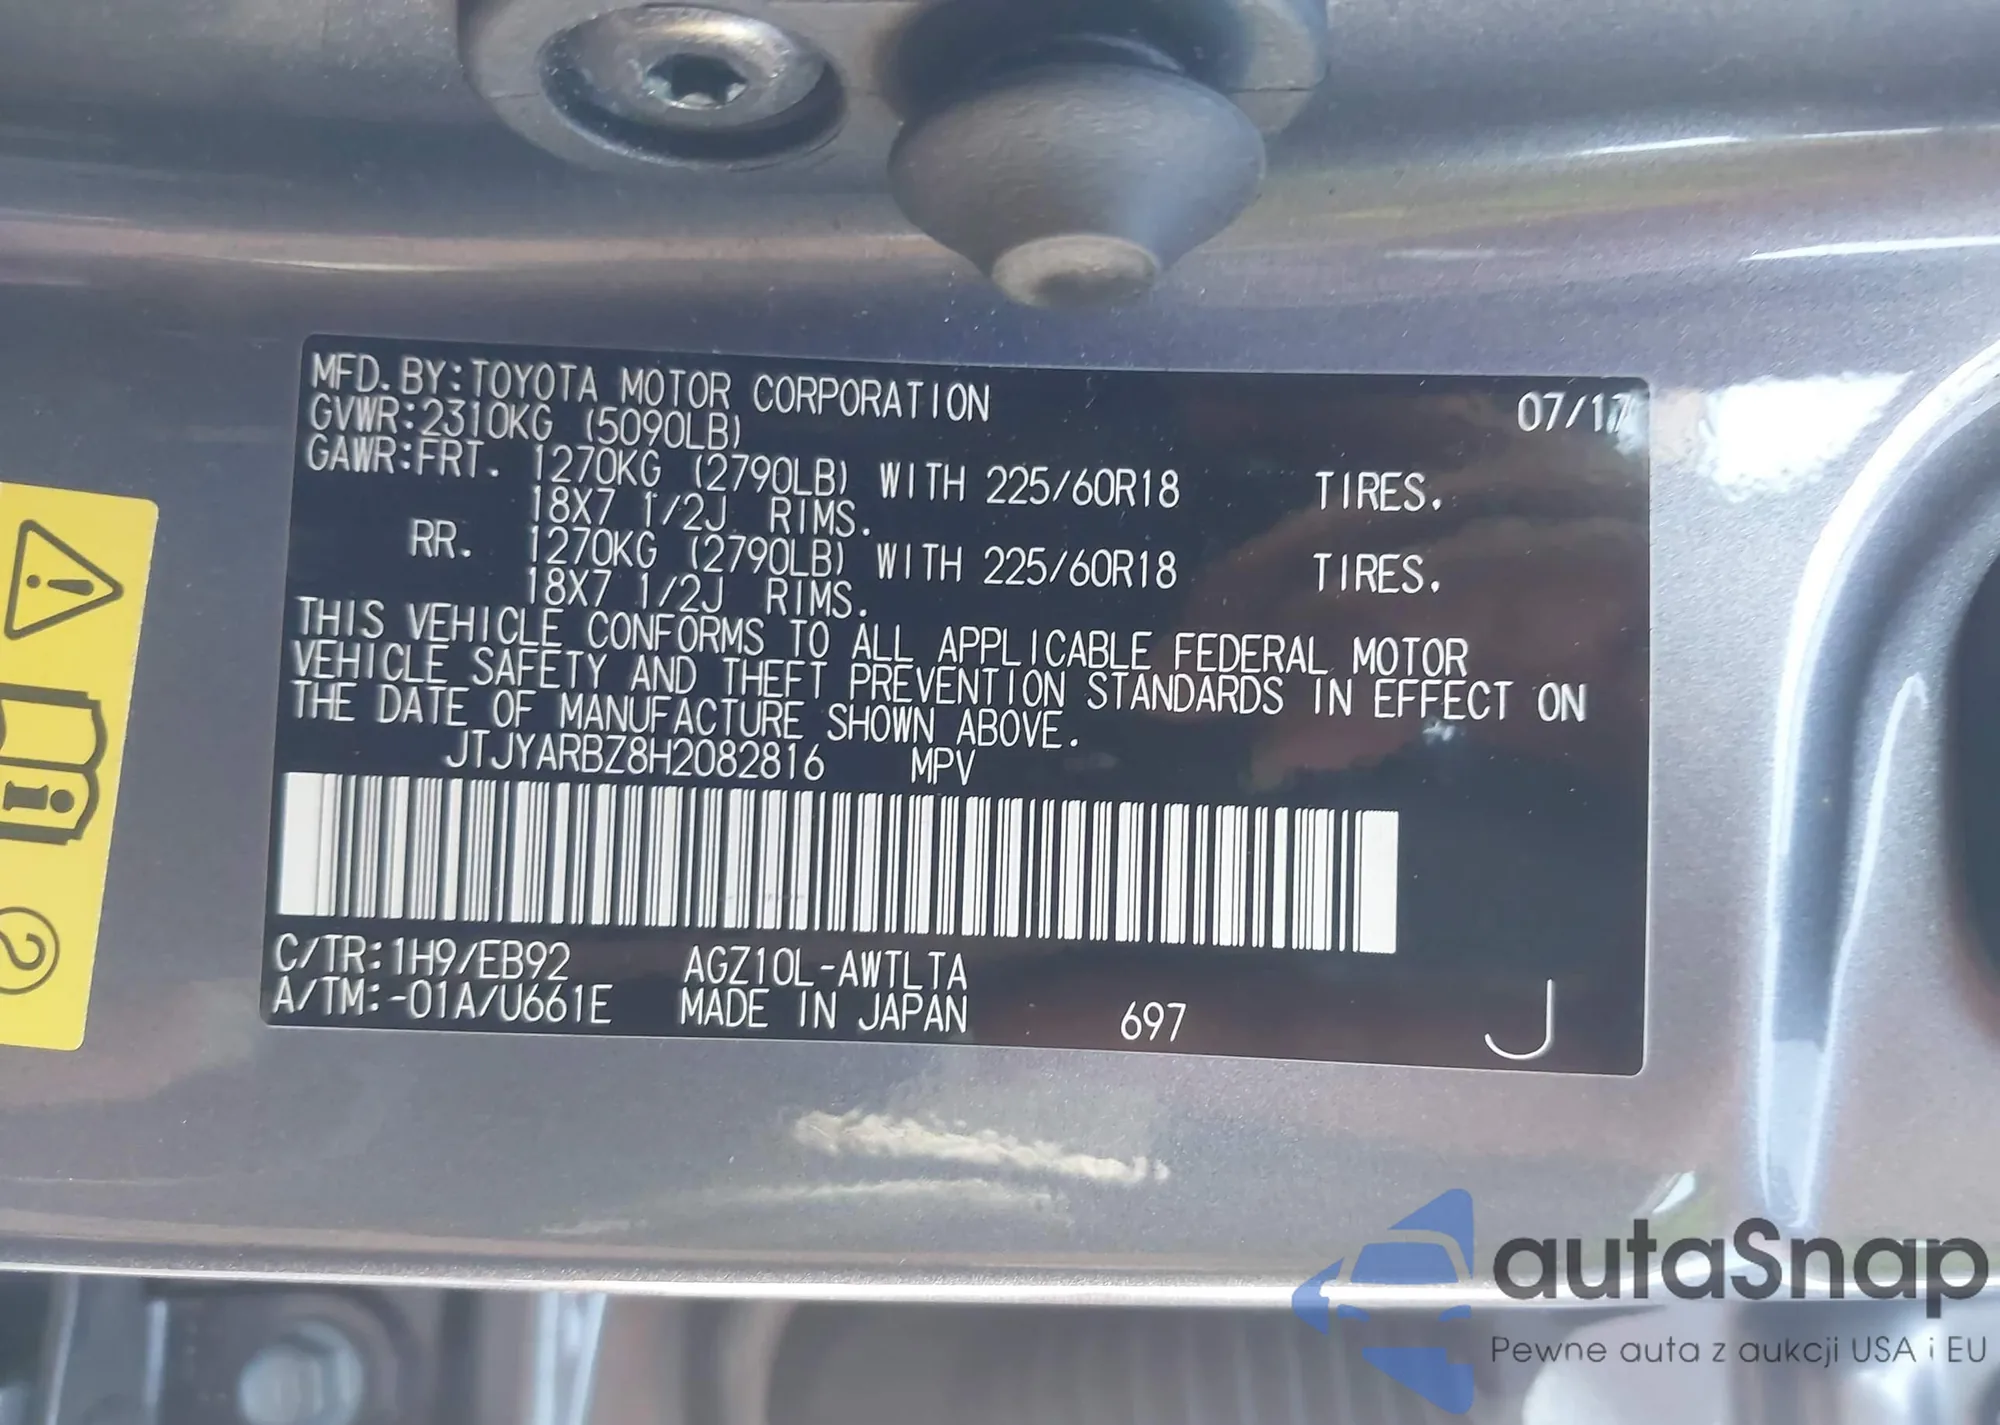 MFD.BY:TOYOTA MOTOR CORPORATION 07/17
GVWR:2310KG (5090LB)
GAWR:FRT. 1270KG (2790LB) WITH 225/60R18 TIRES.
18X7 1/2J RIMS.
RR. 1270KG (2790LB) WITH 225/60R18 TIRES.
18X7 1/2J RIMS.
THIS VEHICLE CONFORMS TO ALL APPLICABLE FEDERAL MOTOR
VEHICLE SAFETY AND THEFT PREVENTION STANDARDS IN EFFECT ON
THE DATE OF MANUFACTURE SHOWN ABOVE.
JTJYARBZ8H2082816 MPV
C/TR:1H9/EB92 AGZ10L-AWTLTA
A/TM:-01A/U661E MADE IN JAPAN 697 J
2
autaSnap
Pewne auta z aukcji USA i EU